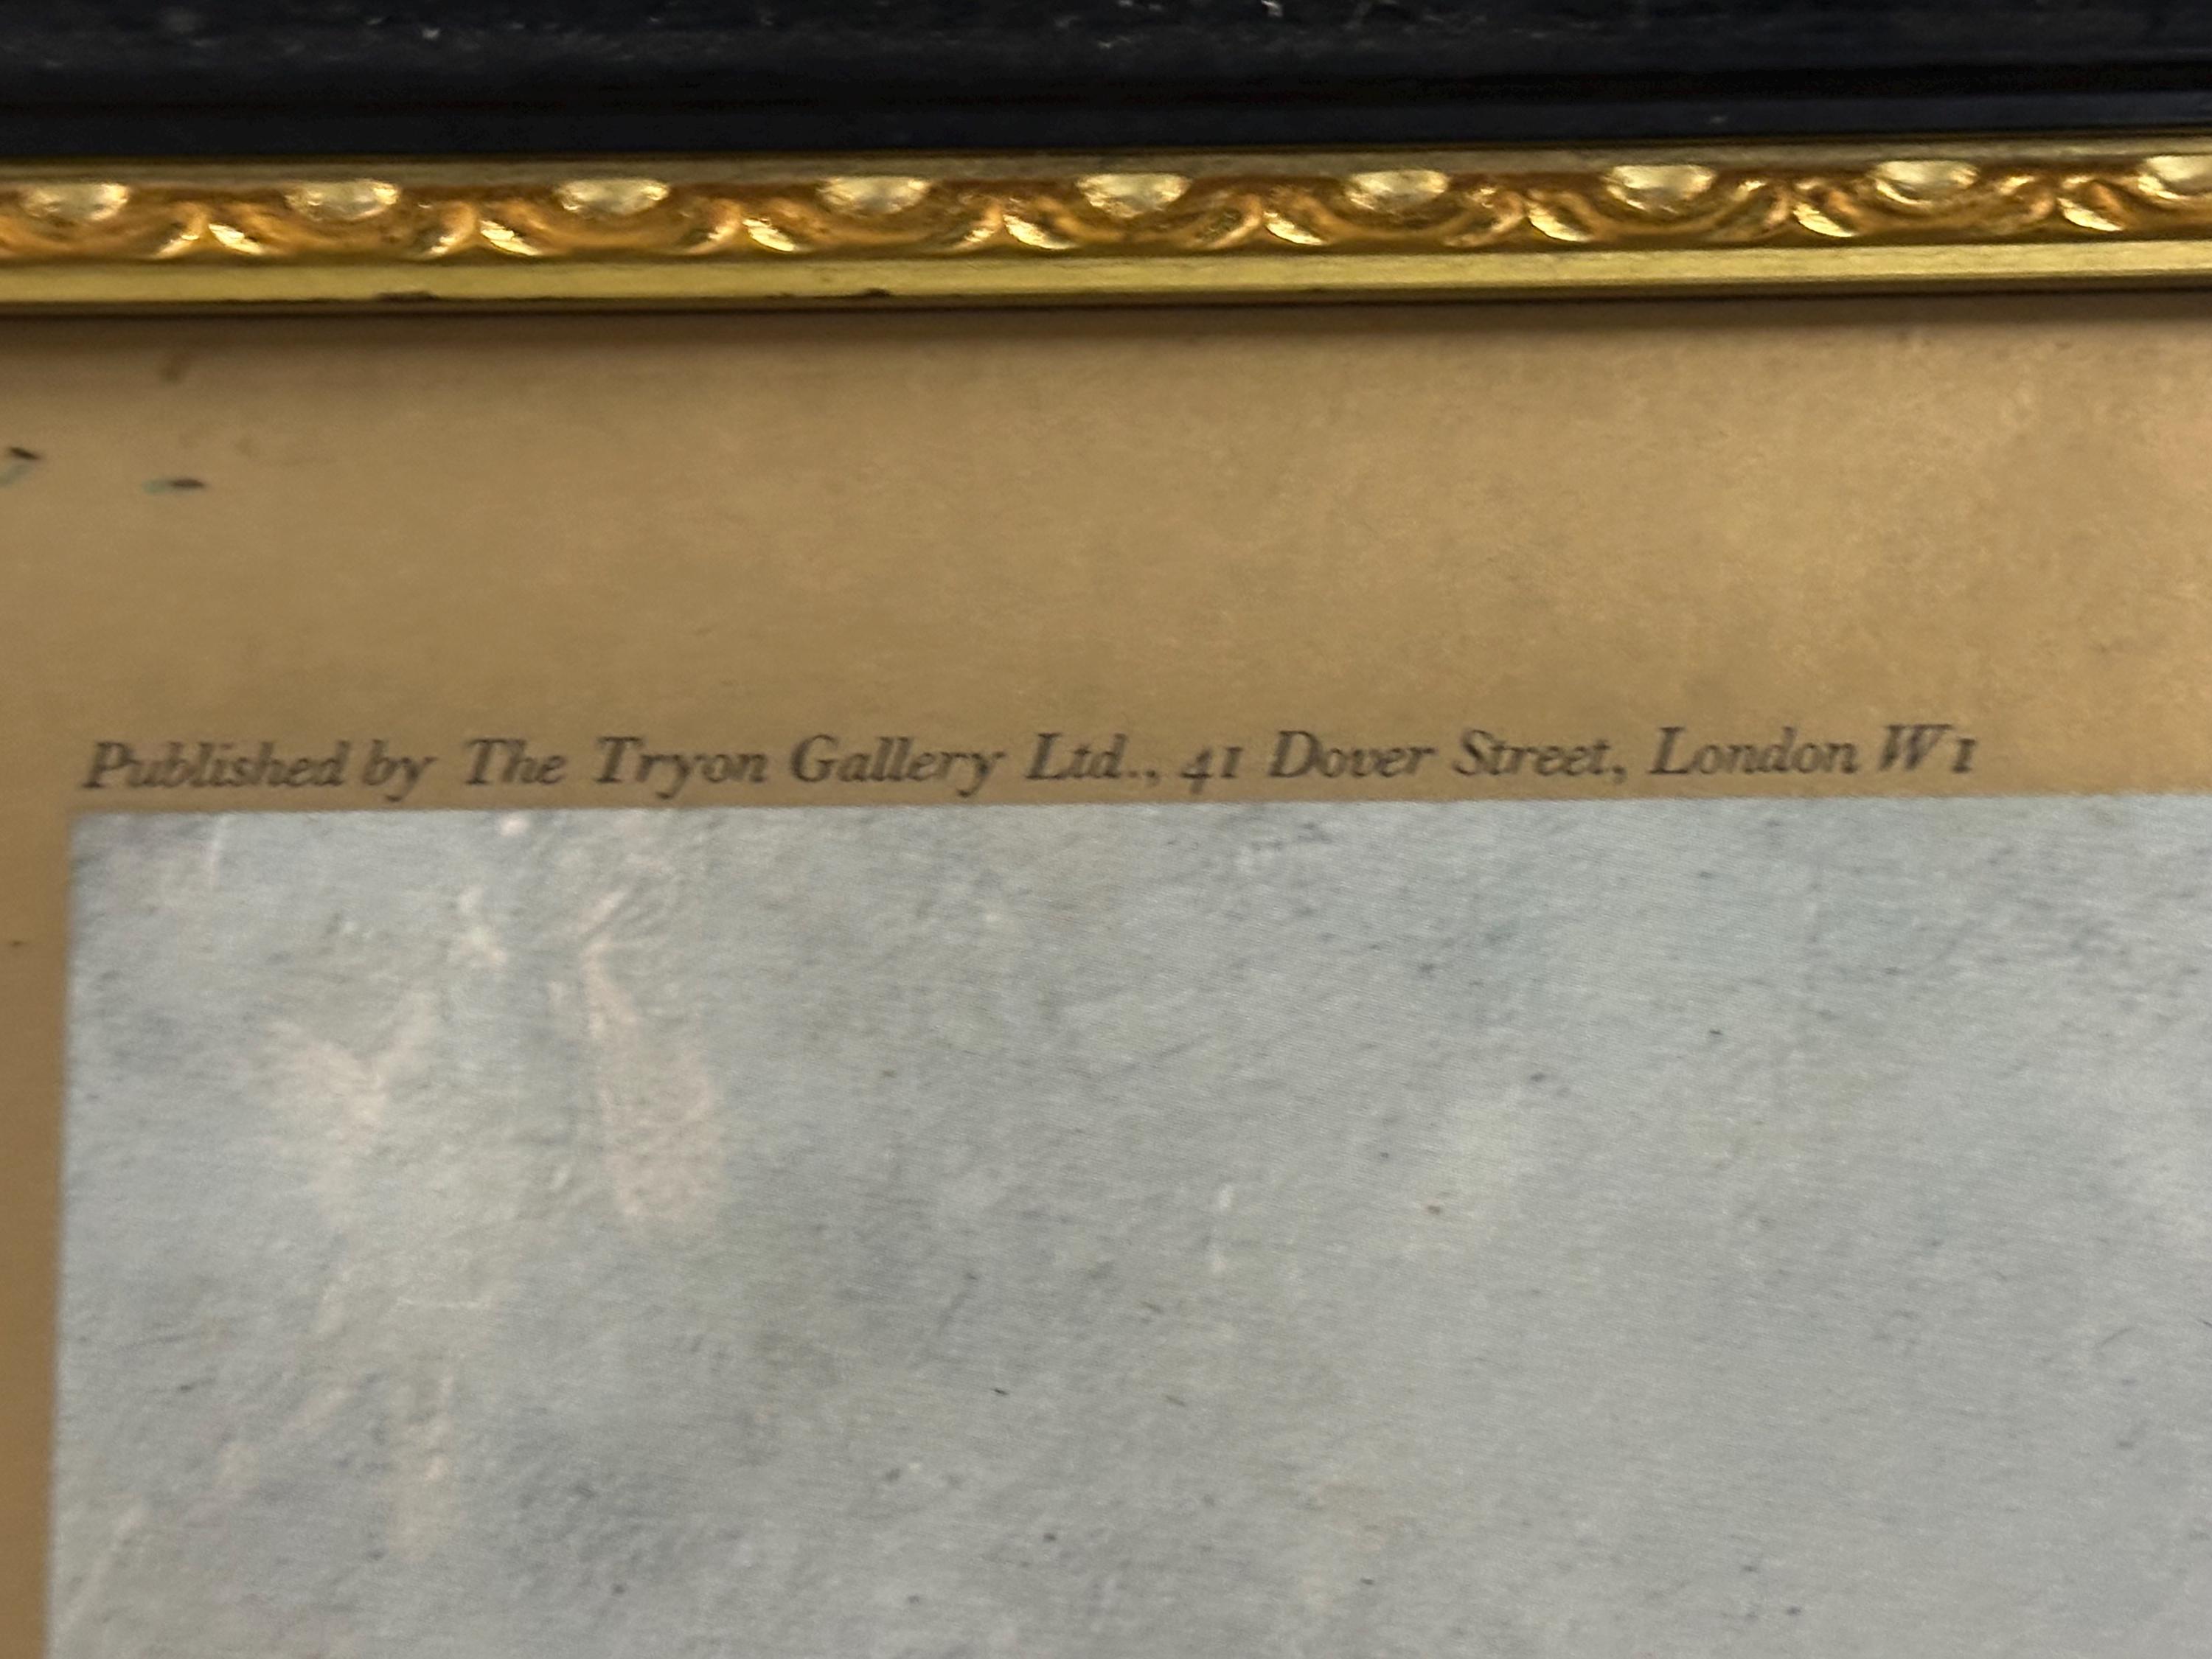 Published by The Tryon Gallery Ltd., 41 Dover Street, London W1